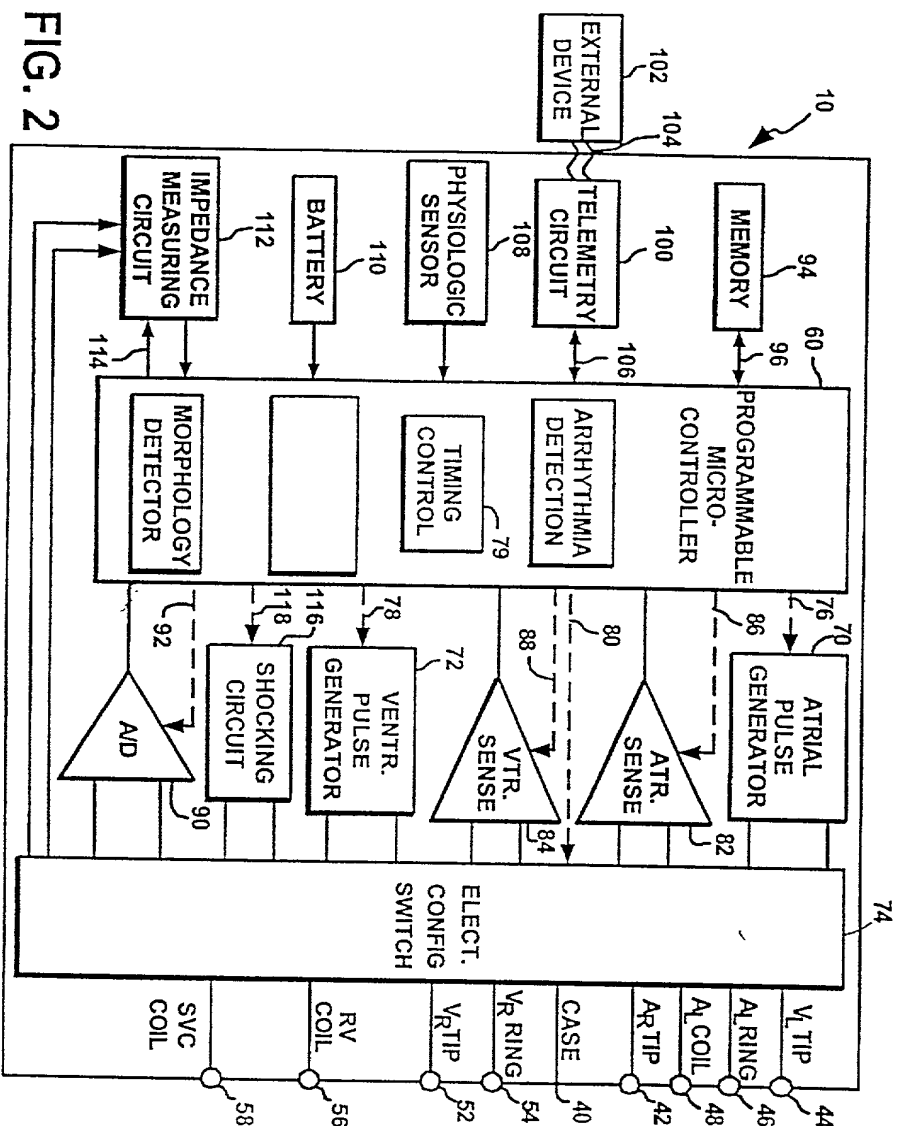 FIG. 2
10
102
EXTERNAL
DEVICE
104
94
MEMORY
96
100
TELEMETRY
CIRCUIT
106
108
PHYSIOLOGIC
SENSOR
110
BATTERY
112
IMPEDANCE
MEASURING
CIRCUIT
114
60
PROGRAMMABLE
MICRO-
CONTROLLER
ARRHYTHMIA
DETECTION
TIMING
CONTROL
79
MORPHOLOGY
DETECTOR
76
70
ATRIAL
PULSE
GENERATOR
86
ATR.
SENSE
82
80
88
VTR.
SENSE
84
78
72
VENTR.
PULSE
GENERATOR
116
118
SHOCKING
CIRCUIT
92
A/D
90
74
ELECT.
CONFIG
SWITCH
VL TIP
44
AL RING
46
AL COIL
48
AR TIP
42
CASE
40
VR RING
54
VR TIP
52
RV
COIL
56
SVC
COIL
58